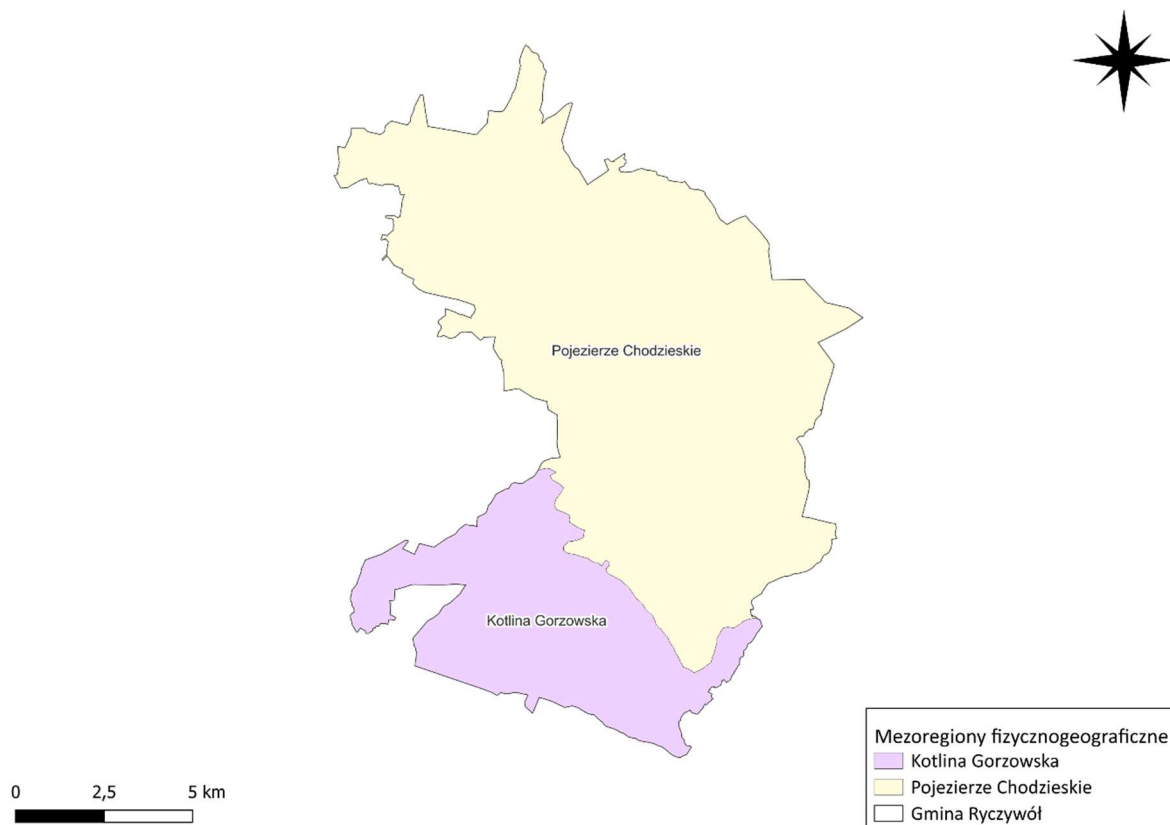 Pojezierze Chodzieskie
Kotlina Gorzowska
Mezoregiony fizycznogeograficzne
Kotlina Gorzowska
Pojezierze Chodzieskie
Gmina Ryczywół
0 2,5 5 km